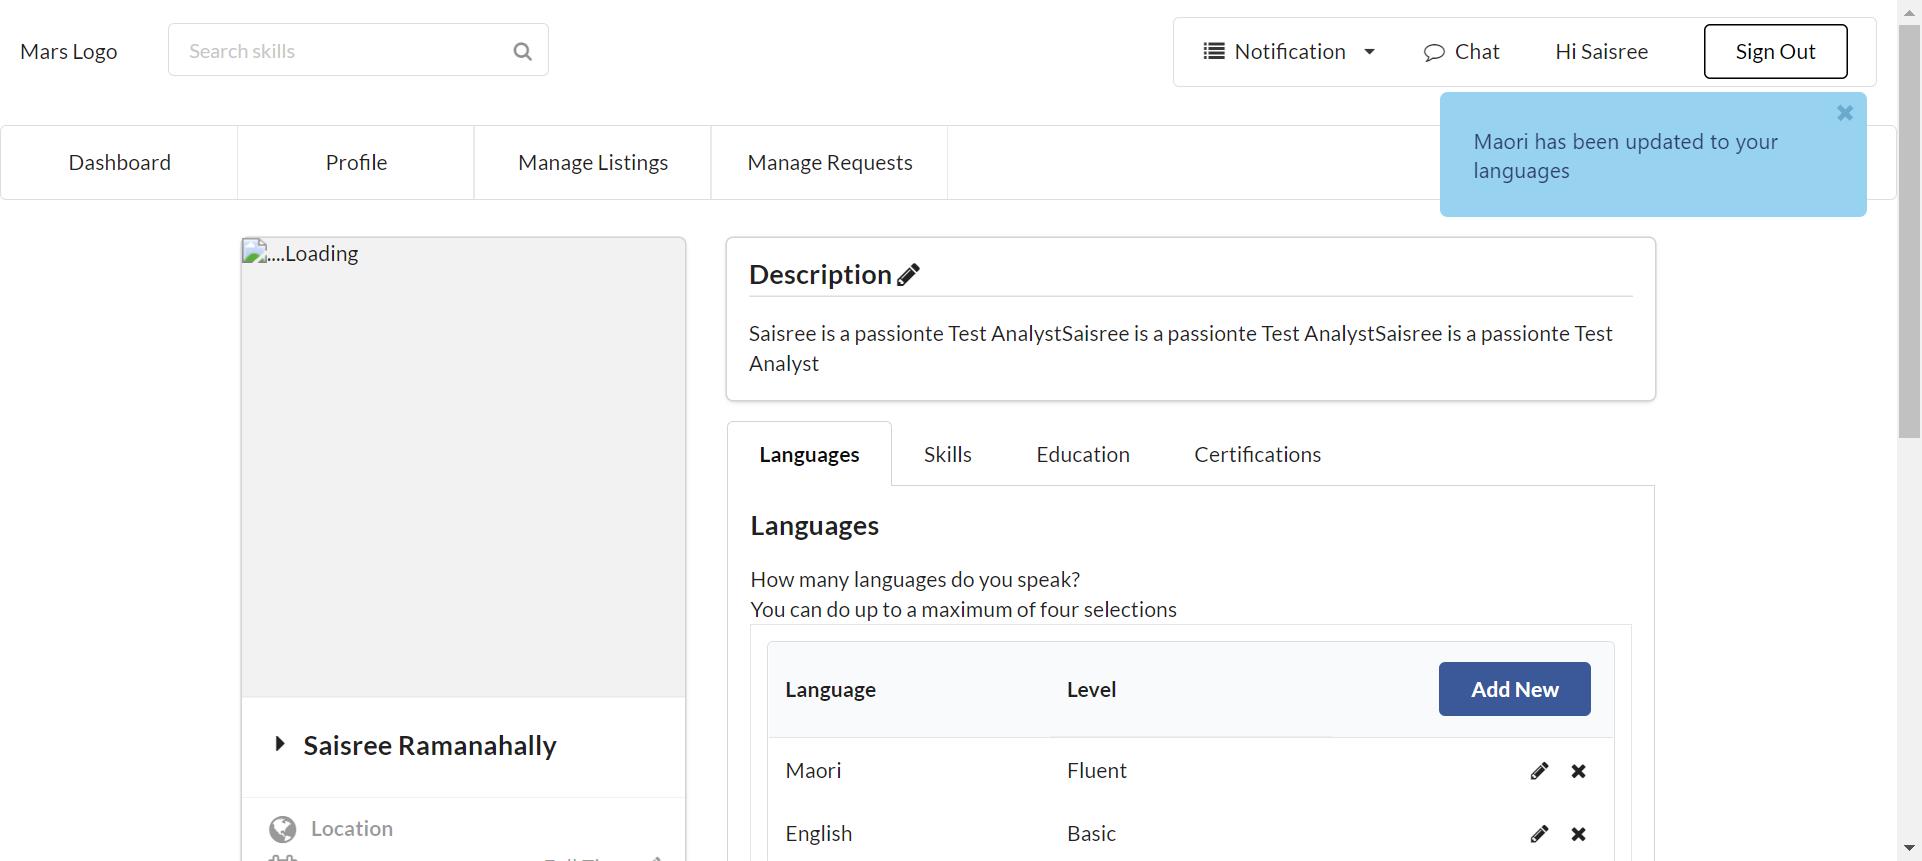 Mars Logo
Search skills
Notification
Chat
Hi Saisree
Sign Out
Maori has been updated to your
languages
Dashboard
Profile
Manage Listings
Manage Requests
....Loading
Description
Saisree is a passionte Test AnalystSaisree is a passionte Test AnalystSaisree is a passionte Test
Analyst
Languages
Skills
Education
Certifications
Languages
How many languages do you speak?
You can do up to a maximum of four selections
Language
Level
Add New
Maori
Fluent
English
Basic
Saisree Ramanahally
Location